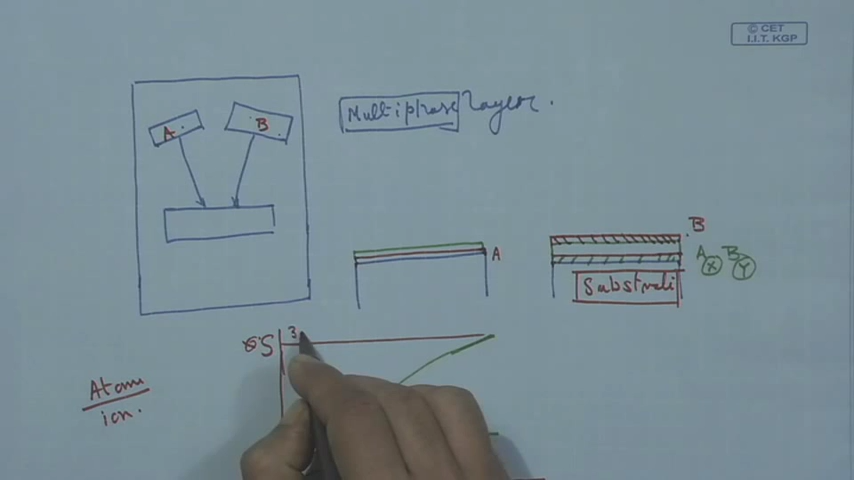 © CET
I.I.T. KGP
A
B
Multiphase layer.
A
B
A X B Y
Substrate
S
3
Atom
ion.